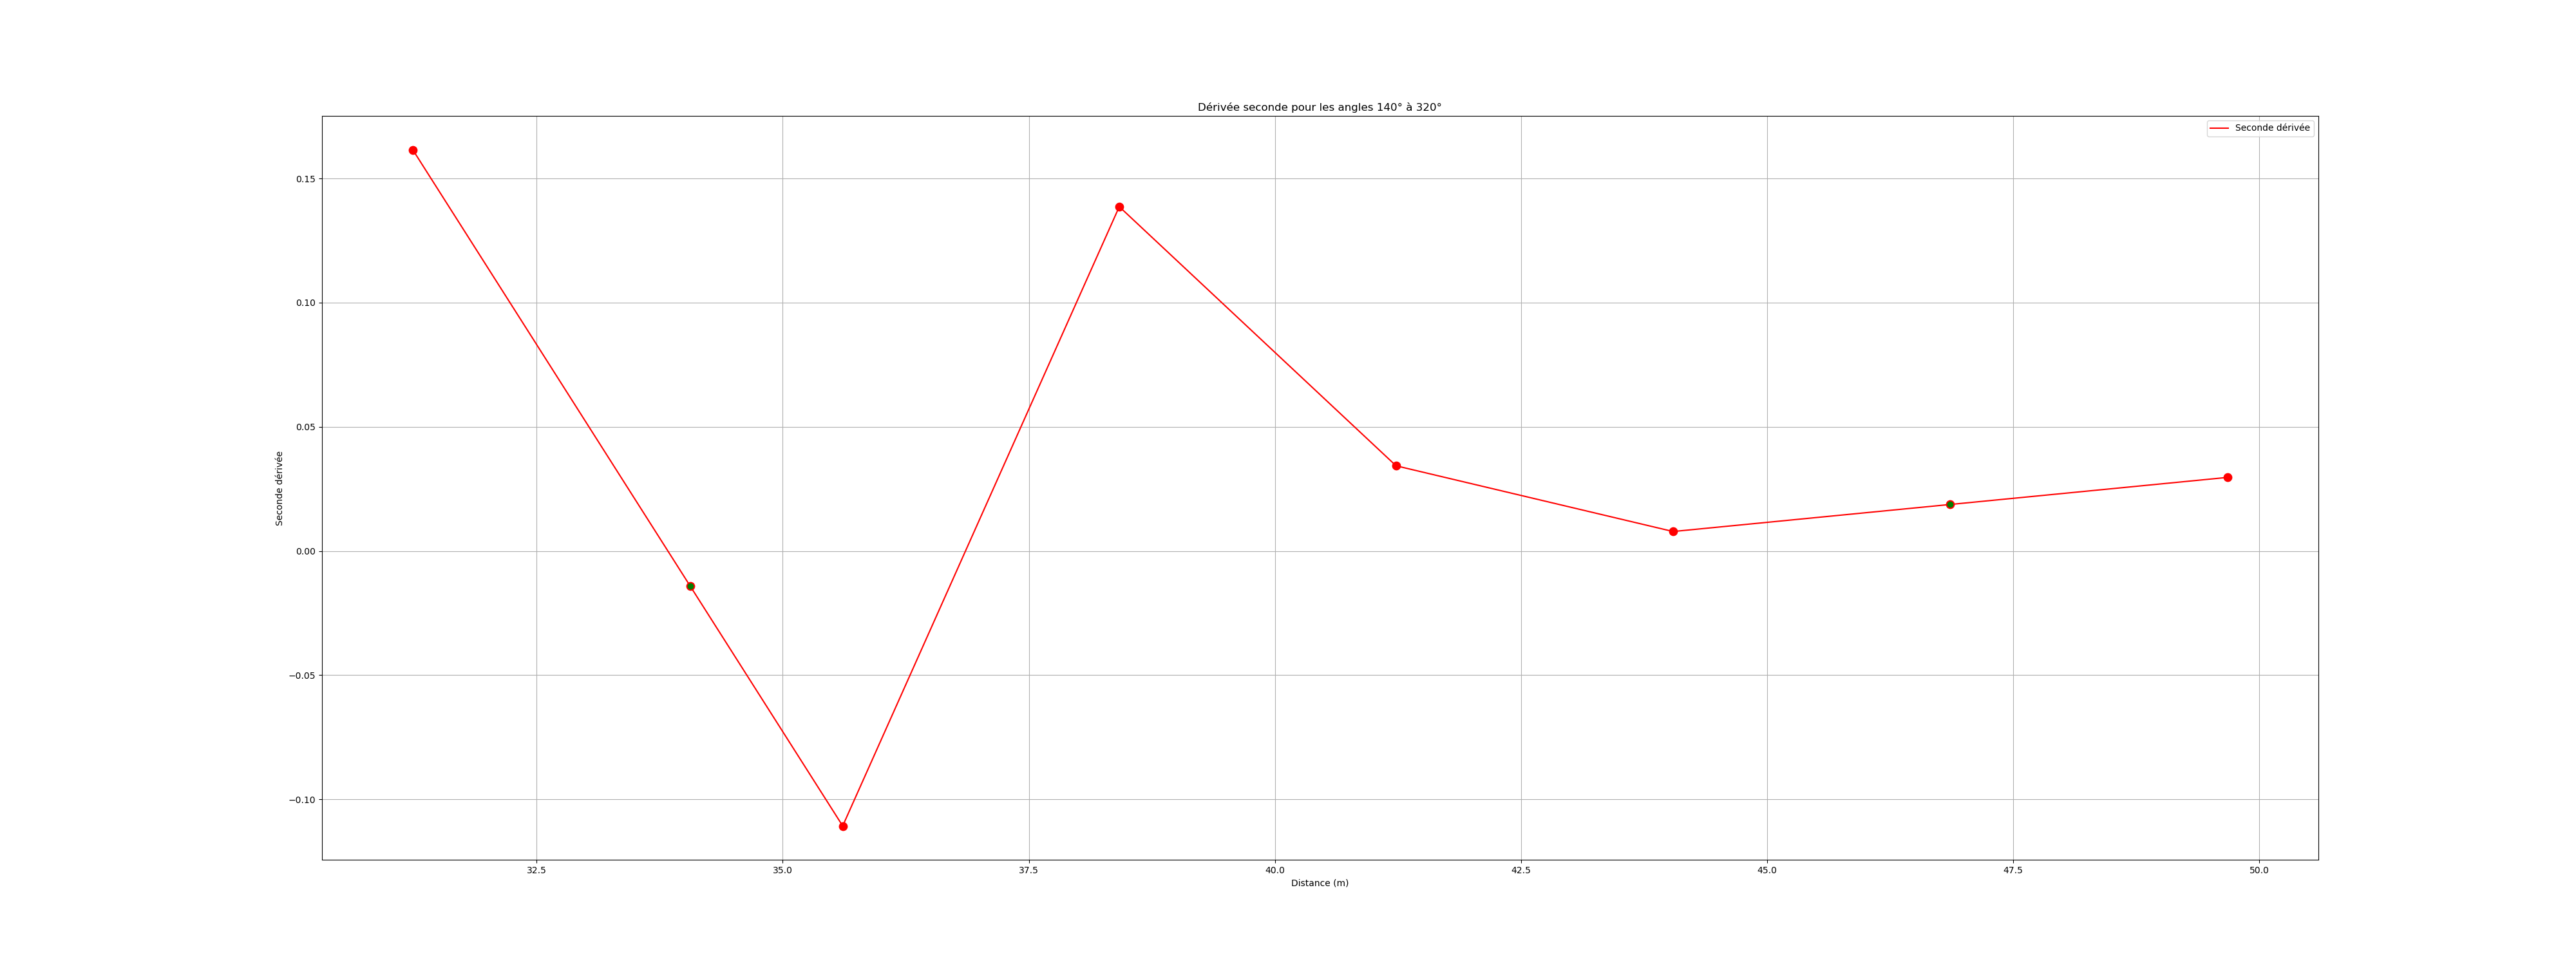 Dérivée seconde pour les angles 140° à 320°
Seconde dérivée
0.15
0.10
0.05
0.00
−0.05
−0.10
Seconde dérivée
32.5 35.0 37.5 40.0 42.5 45.0 47.5 50.0
Distance (m)